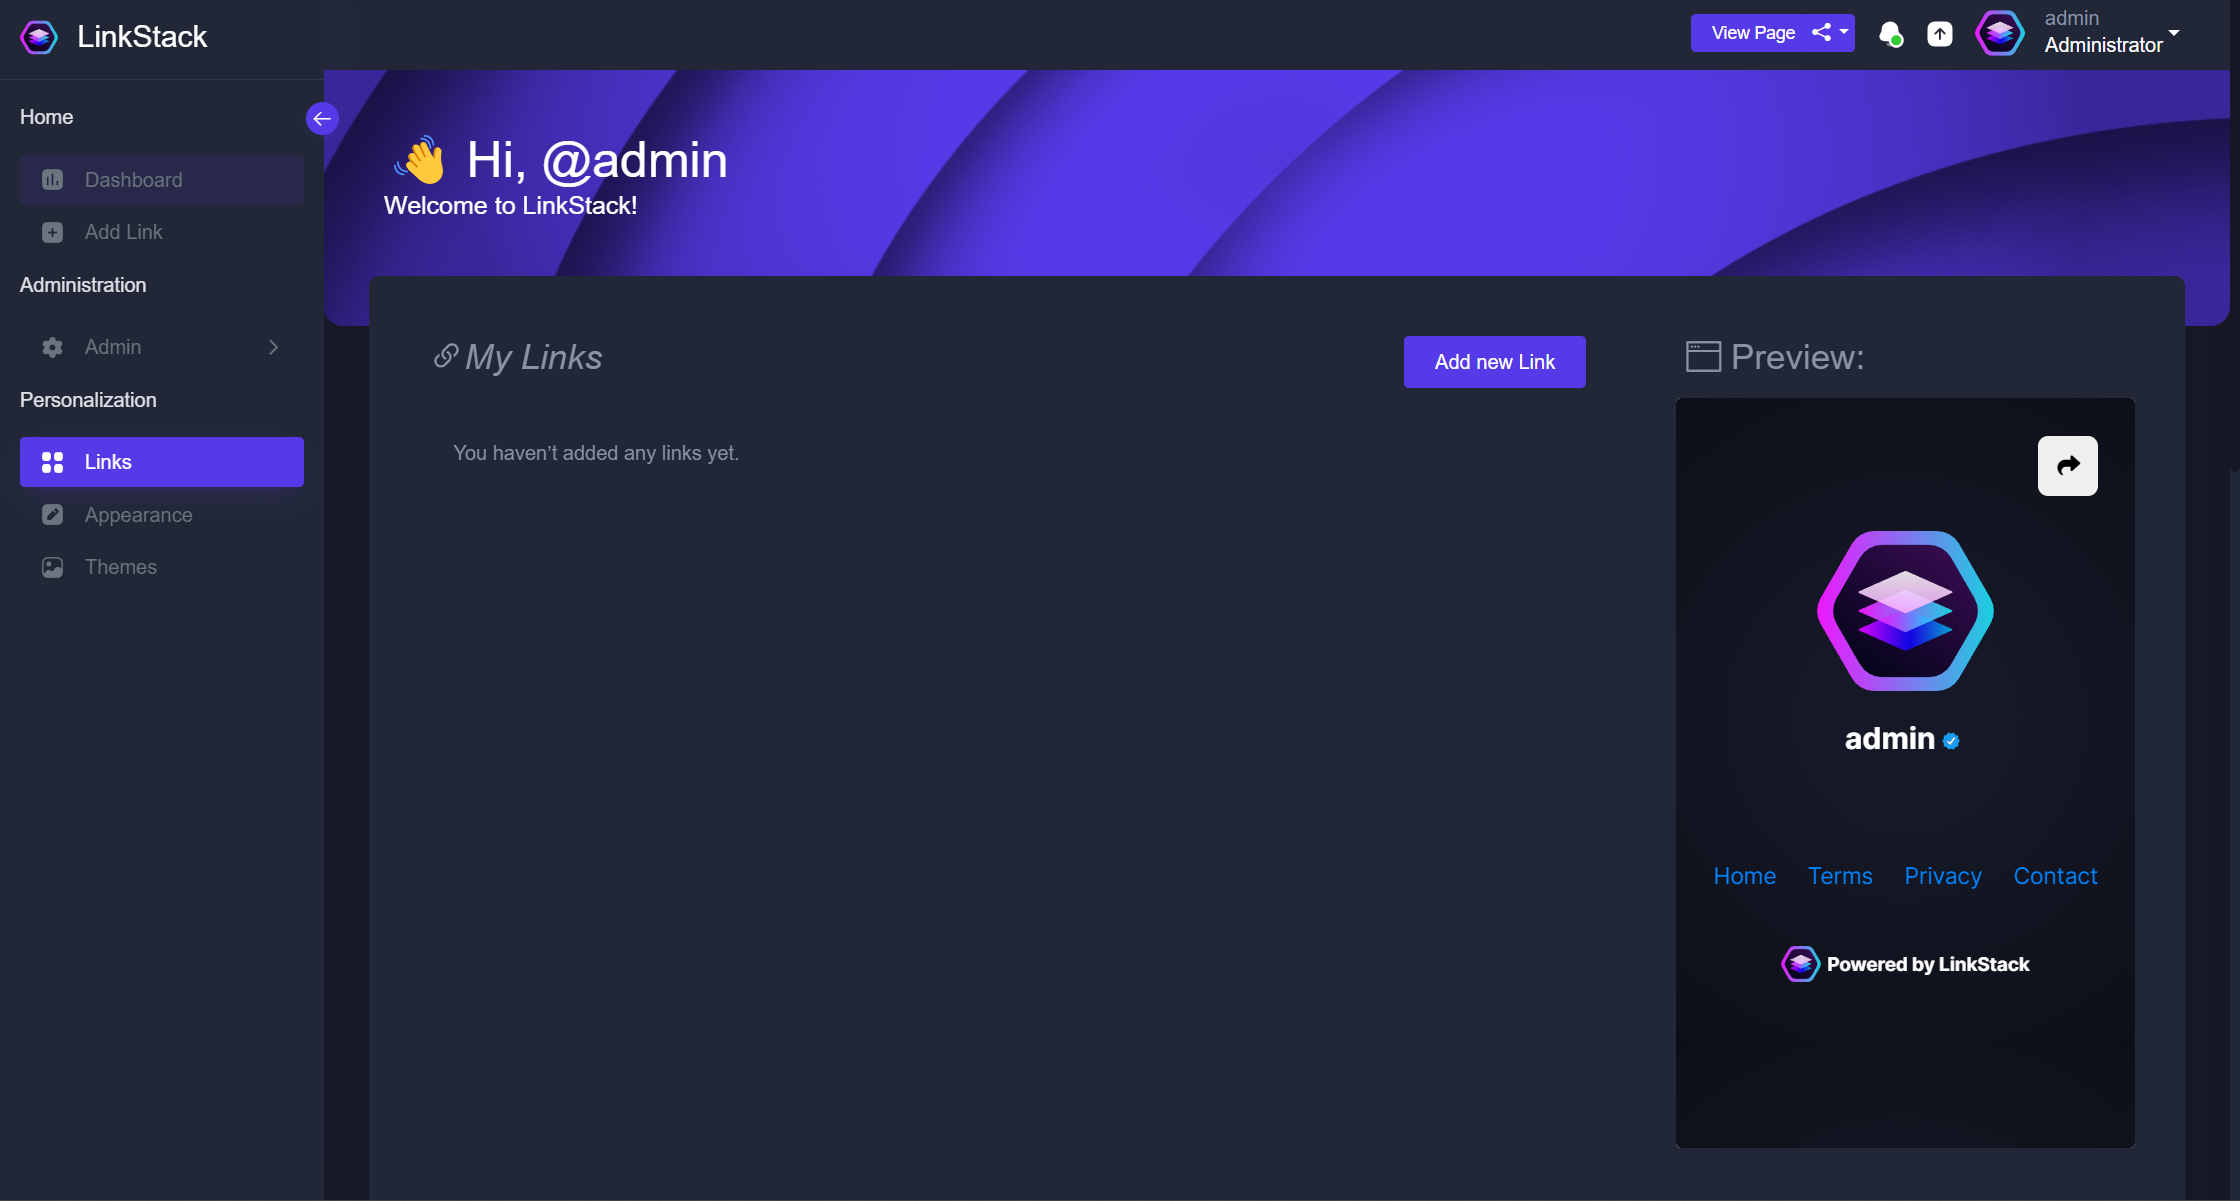 LinkStack
View Page
admin
Administrator
Home
Dashboard
Add Link
Administration
Admin
Personalization
Links
Appearance
Themes
Hi, @admin
Welcome to LinkStack!
My Links
Add new Link
You haven't added any links yet.
Preview:
admin
Home Terms Privacy Contact
Powered by LinkStack